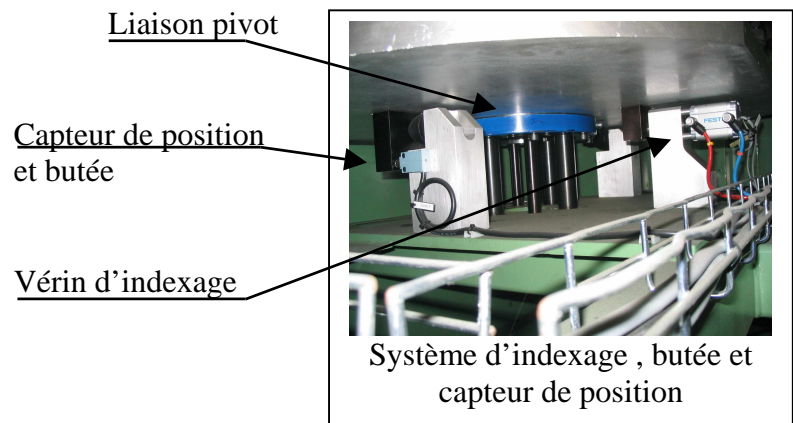 Liaison pivot
Capteur de position
et butée
Vérin d’indexage
FESTO
Système d’indexage , butée et
capteur de position